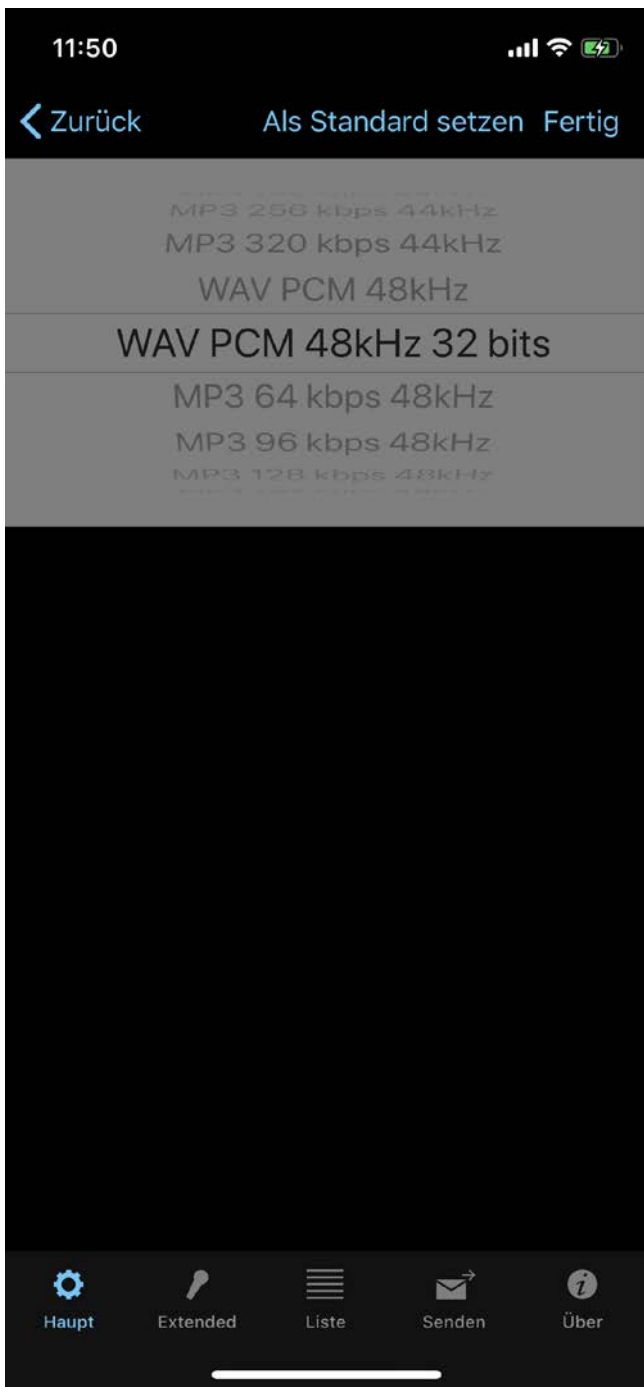 11:50
Zurück Als Standard setzen Fertig
MP3 256 kbps 44kHz
MP3 320 kbps 44kHz
WAV PCM 48kHz
WAV PCM 48kHz 32 bits
MP3 64 kbps 48kHz
MP3 96 kbps 48kHz
MP3 128 kbps 48kHz
Haupt Extended Liste Senden Über